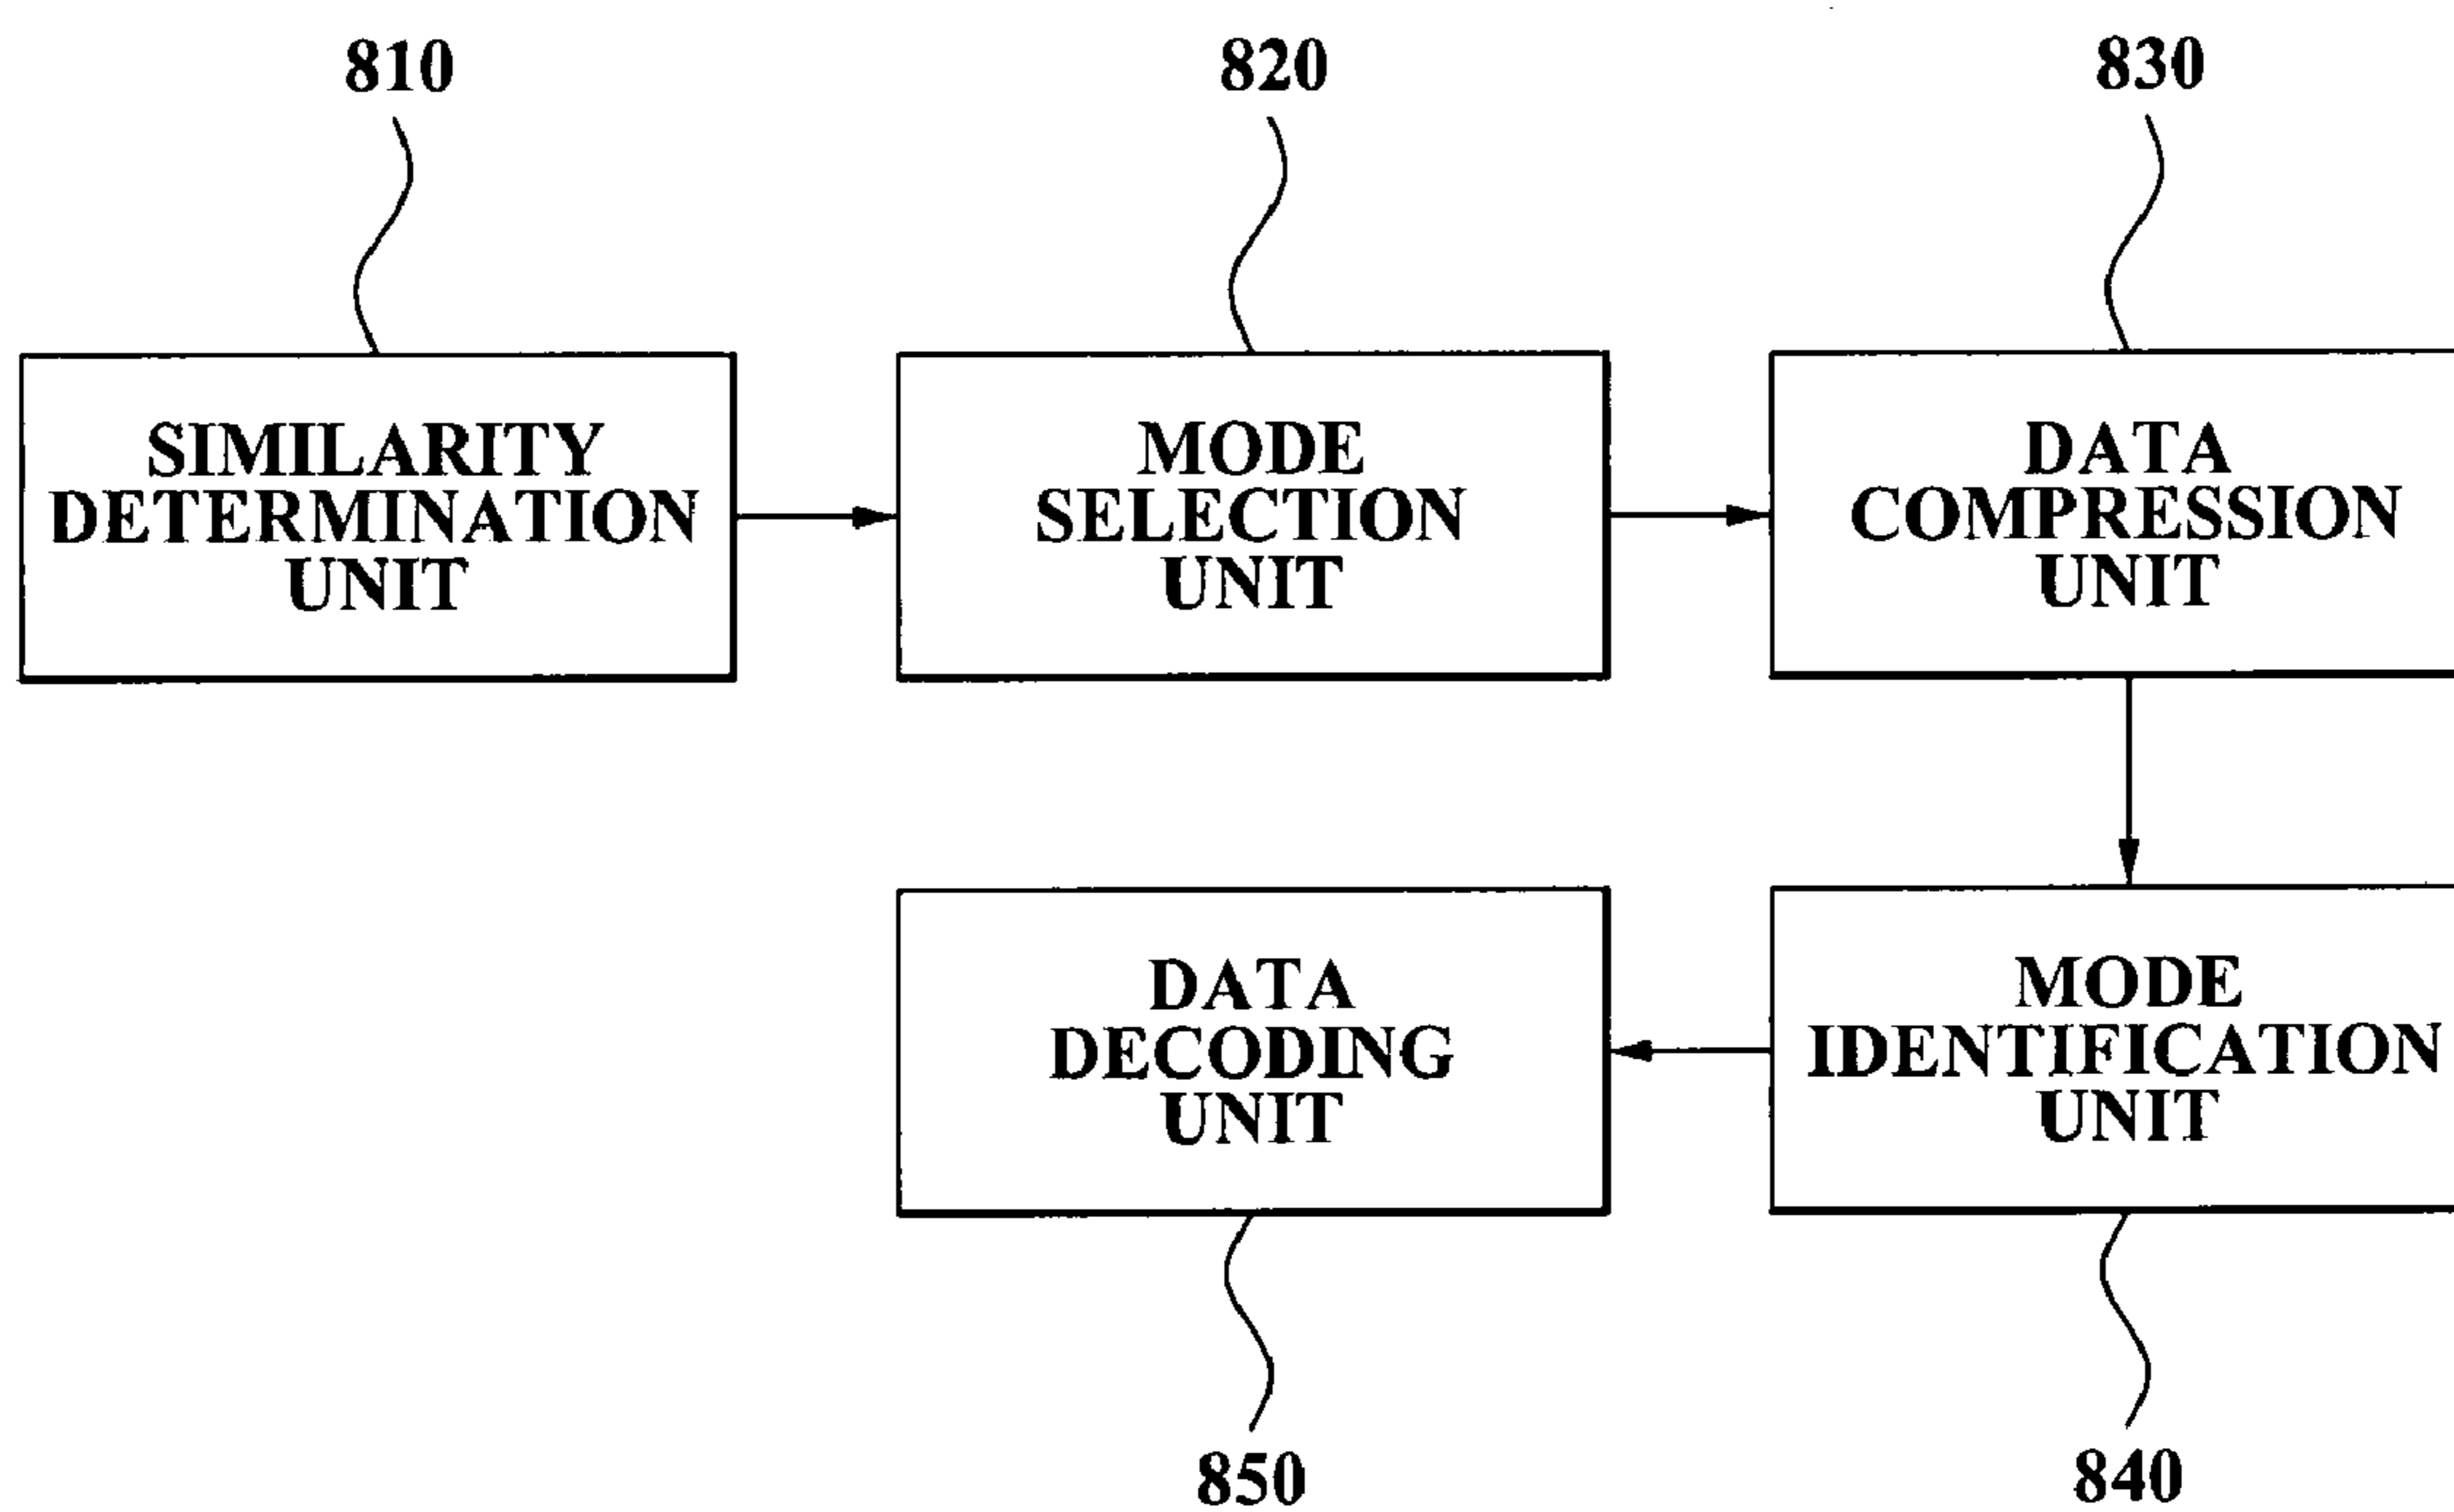 810
820
830
SIMILARITY
DETERMINATION
UNIT
MODE
SELECTION
UNIT
DATA
COMPRESSION
UNIT
DATA
DECODING
UNIT
MODE
IDENTIFICATION
UNIT
850
840